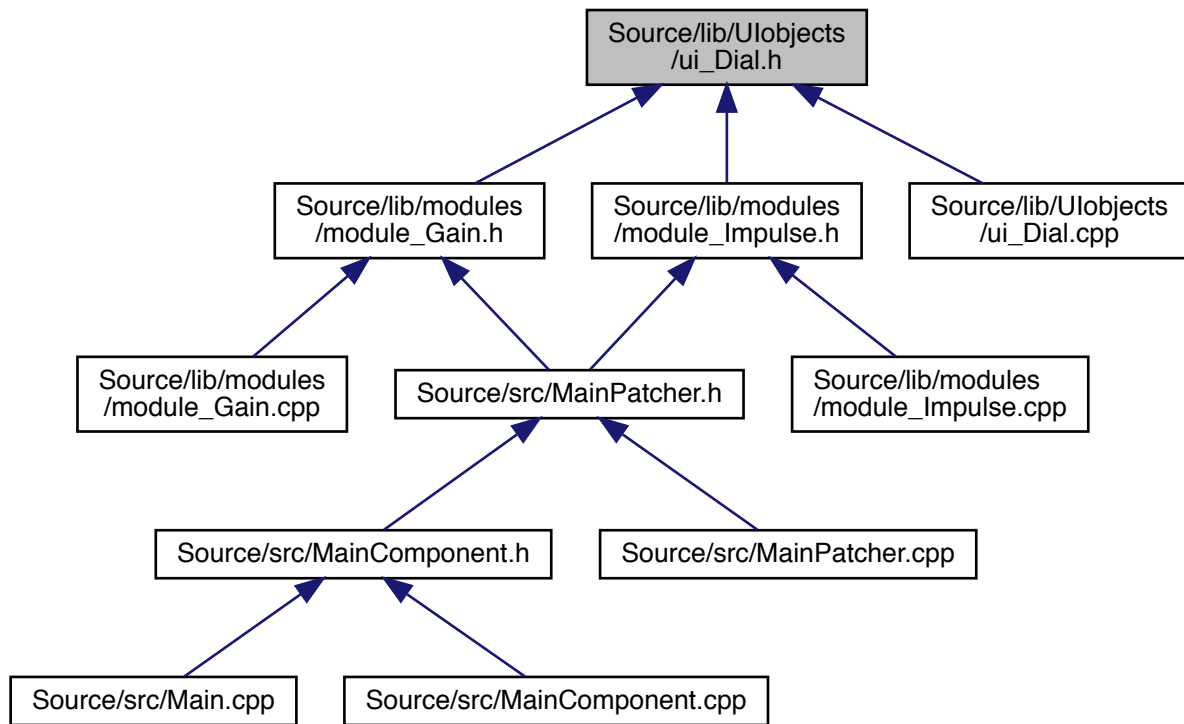 Source/lib/UIobjects
/ui_Dial.h
Source/lib/modules
/module_Gain.h
Source/lib/modules
/module_Impulse.h
Source/lib/UIobjects
/ui_Dial.cpp
Source/lib/modules
/module_Gain.cpp
Source/src/MainPatcher.h
Source/lib/modules
/module_Impulse.cpp
Source/src/MainComponent.h
Source/src/MainPatcher.cpp
Source/src/Main.cpp
Source/src/MainComponent.cpp